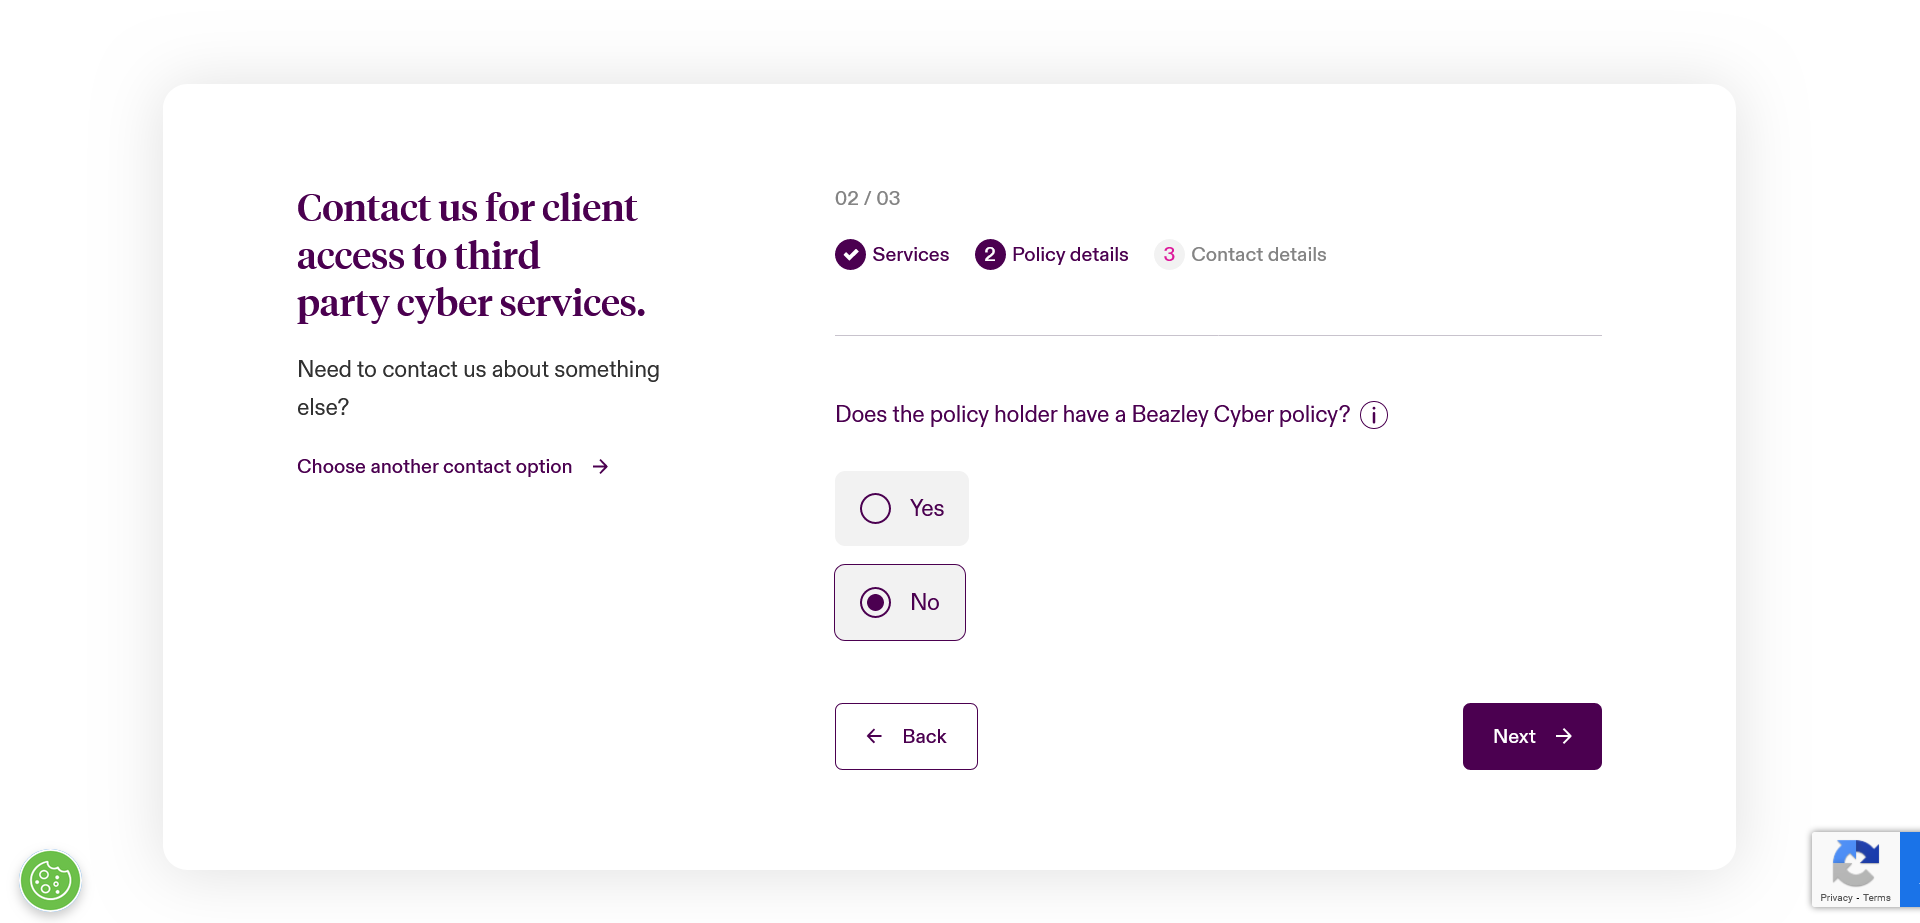 Contact us for client
access to third
party cyber services.
Need to contact us about something
else?
Choose another contact option
02 / 03
Services
2 Policy details
3 Contact details
Does the policy holder have a Beazley Cyber policy?
Yes
No
Back
Next
Privacy - Terms